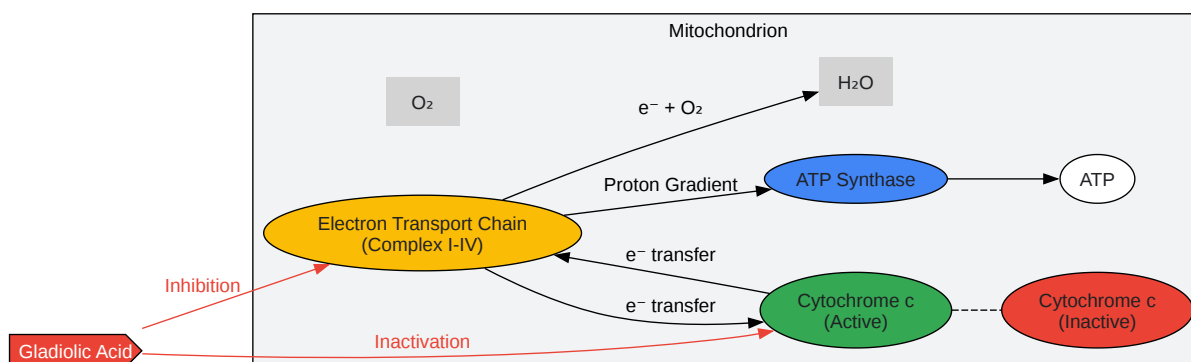 Mitochondrion
O₂
H₂O
e⁻ + O₂
Proton Gradient
ATP Synthase
ATP
Electron Transport Chain
(Complex I-IV)
e⁻ transfer
Inhibition
e⁻ transfer
Cytochrome c
(Active)
Cytochrome c
(Inactive)
Gladiolic Acid
Inactivation